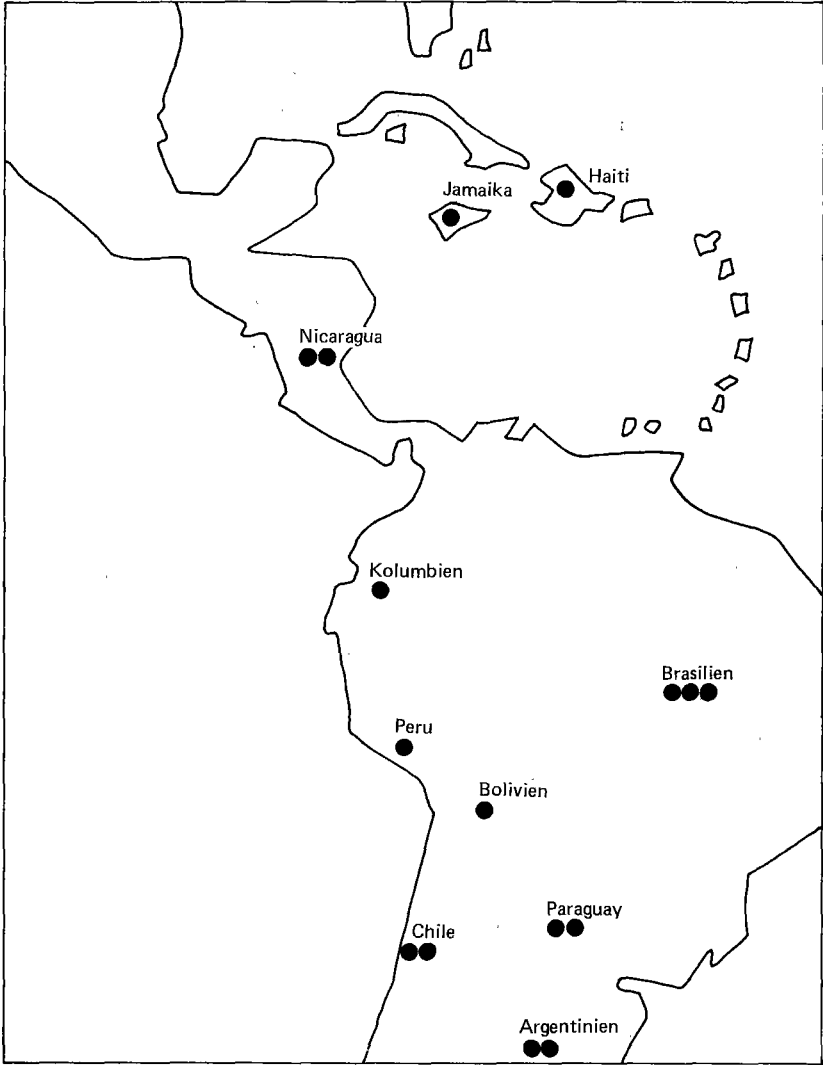 Haiti
Jamaika
Nicaragua
Kolumbien
Brasilien
Peru
Bolivien
Paraguay
Chile
Argentinien